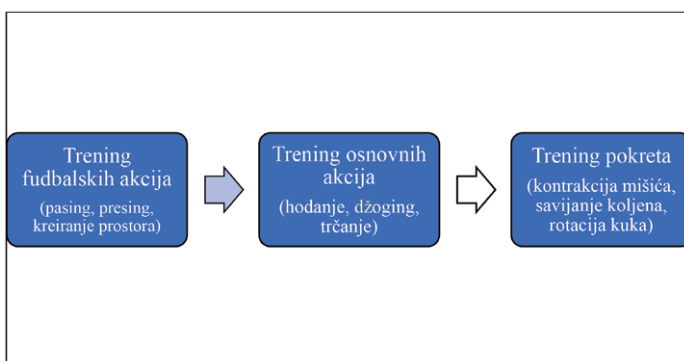 Trening
fudbalskih akcija
(pasing, presing,
kreiranje prostora)
Trening osnovnih
akcija
(hodanje, džoging,
trčanje)
Trening pokreta
(kontrakcija mišića,
savijanje koljena,
rotacija kuka)